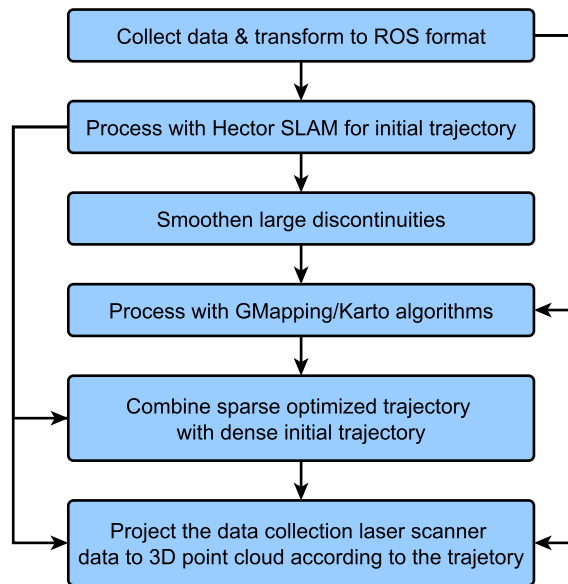 Collect data & transform to ROS format
Process with Hector SLAM for initial trajectory
Smoothen large discontinuities
Process with GMapping/Karto algorithms
Combine sparse optimized trajectory
with dense initial trajectory
Project the data collection laser scanner
data to 3D point cloud according to the trajetory